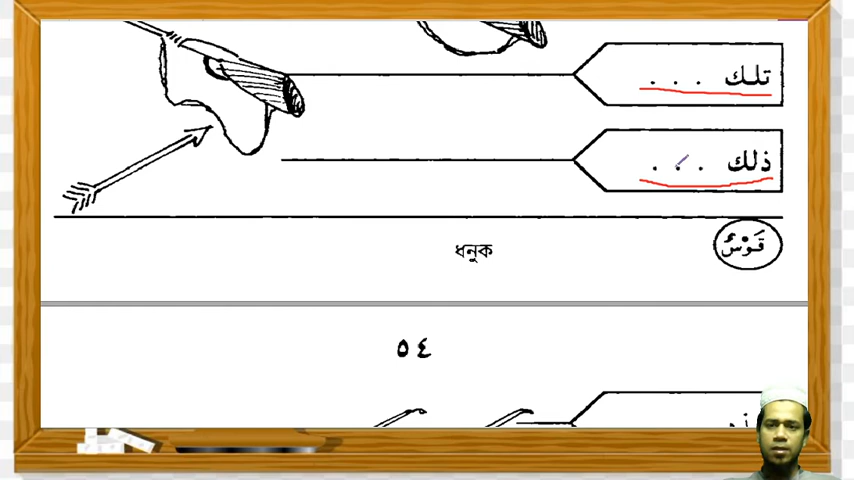 تلك . . .
ذلك . . .
قَوْسٌ
ধনুক
٥٤